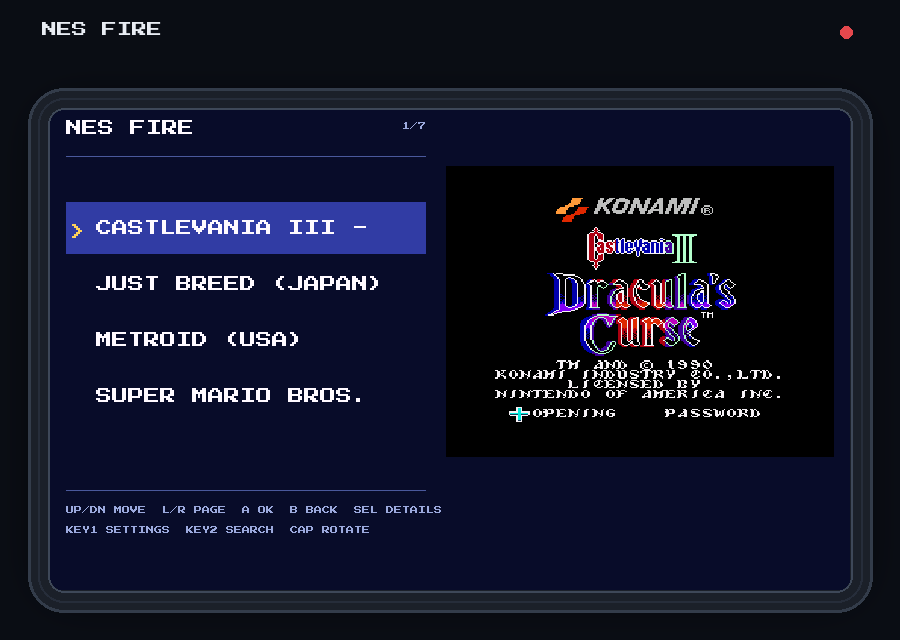 NES FIRE
NES FIRE
1/7
> CASTLEVANIA III -
JUST BREED (JAPAN)
METROID (USA)
SUPER MARIO BROS.
UP/DN MOVE L/R PAGE A OK B BACK SEL DETAILS
KEY1 SETTINGS KEY2 SEARCH CAP ROTATE
KONAMI®
Castlevania III
Dracula's
Curse™
TM AND © 1990
KONAMI INDUSTRY CO.,LTD.
LICENSED BY
NINTENDO OF AMERICA INC.
OPENING PASSWORD